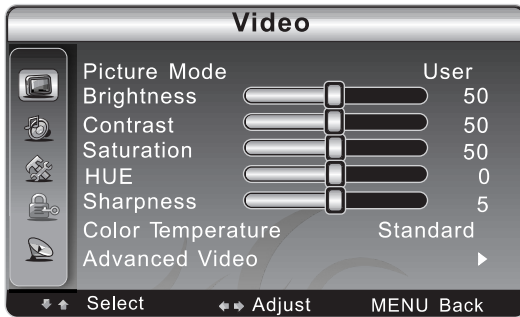 Video
Picture Mode User
Brightness 50
Contrast 50
Saturation 50
HUE 0
Sharpness 5
Color Temperature Standard
Advanced Video
Select Adjust MENU Back